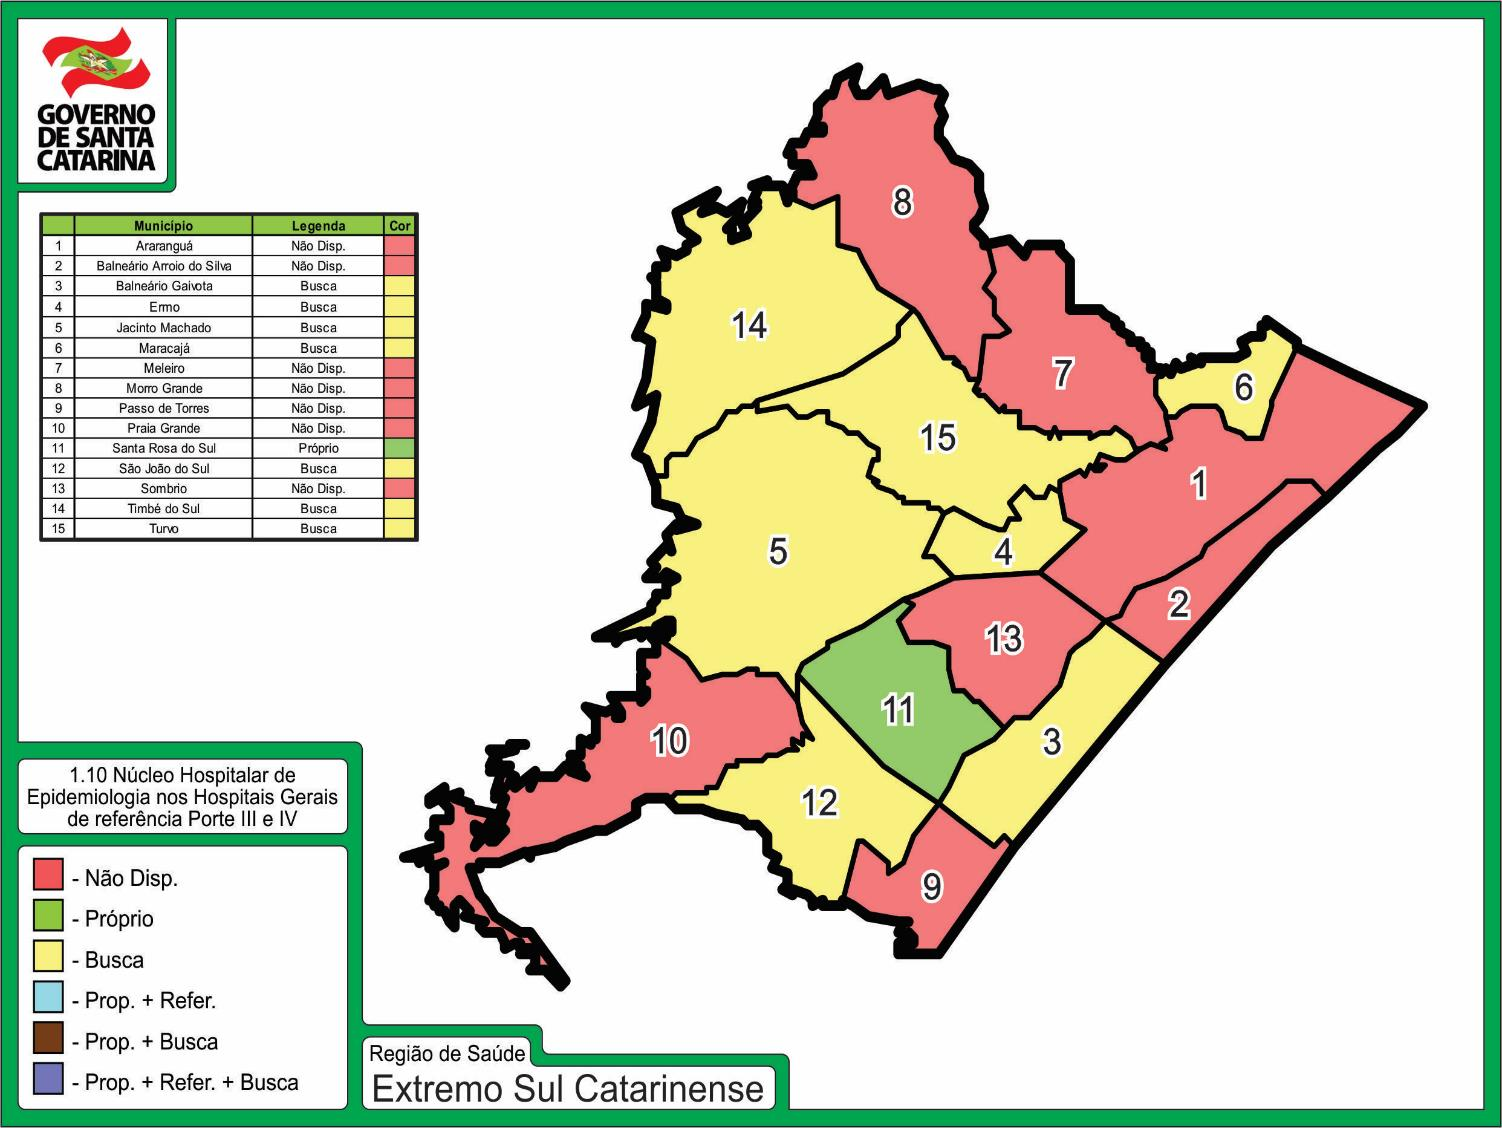 GOVERNO
DE SANTA
CATARINA
Município Legenda Cor
1 Araranguá Não Disp.
2 Balneário Arroio do Silva Não Disp.
3 Balneário Gaivota Busca
4 Ermo Busca
5 Jacinto Machado Busca
6 Maracajá Busca
7 Meleiro Não Disp.
8 Morro Grande Não Disp.
9 Passo de Torres Não Disp.
10 Praia Grande Não Disp.
11 Santa Rosa do Sul Próprio
12 São João do Sul Busca
13 Sombrio Não Disp.
14 Timbé do Sul Busca
15 Turvo Busca
8
14
7
6
15
1
5
4
2
13
11
10
3
12
9
1.10 Núcleo Hospitalar de
Epidemiologia nos Hospitais Gerais
de referência Porte III e IV
- Não Disp.
- Próprio
- Busca
- Prop. + Refer.
- Prop. + Busca
- Prop. + Refer. + Busca
Região de Saúde
Extremo Sul Catarinense